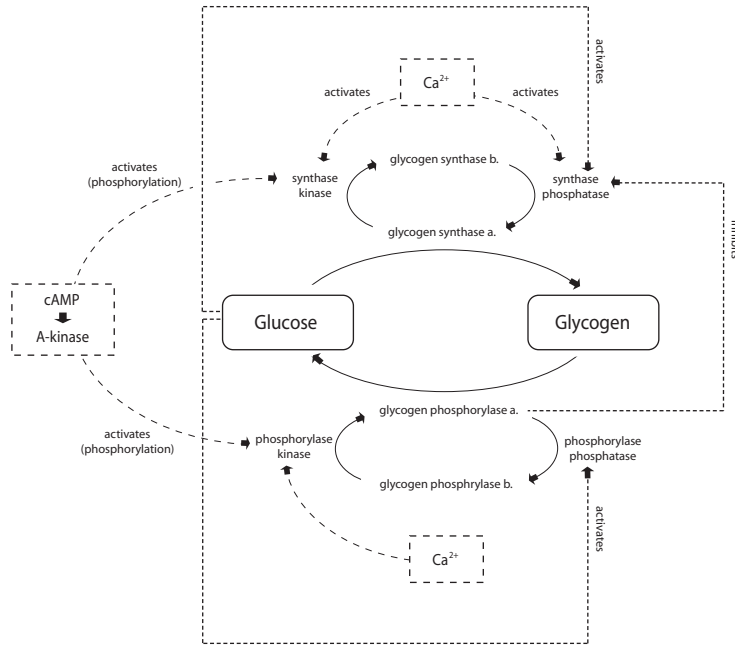 activates
Ca2+
activates
activates
glycogen synthase b.
activates
(phosphorylation)
synthase
kinase
synthase
phosphatase
glycogen synthase a.
inhibits
cAMP
A-kinase
Glucose
Glycogen
glycogen phosphorylase a.
activates
(phosphorylation)
phosphorylase
kinase
phosphorylase
phosphatase
glycogen phosphrylase b.
activates
Ca2+